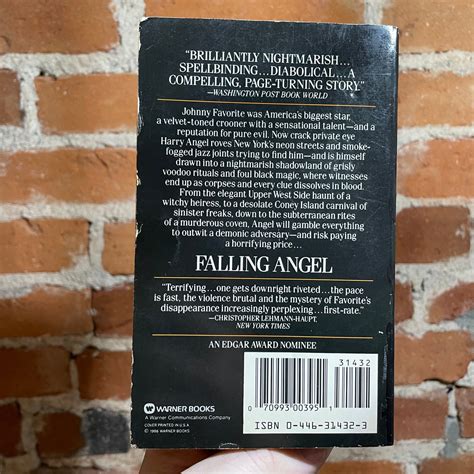 "BRILLIANTLY NIGHTMARISH...
SPELLBINDING...DIABOLICAL...A
COMPELLING, PAGE-TURNING STORY."
—WASHINGTON POST BOOK WORLD
Johnny Favorite was America's biggest star,
a velvet-toned crooner with a sensational talent—and a
reputation for pure evil. Now crack private eye
Harry Angel roves New York's neon streets and smoke-
fogged jazz joints trying to find him—and is himself
drawn into a nightmarish shadowland of grisly
voodoo rituals and foul black magic, where witnesses
end up as corpses and every clue dissolves in blood.
From the elegant Upper West Side haunt of a
witchy heiress, to a desolate Coney Island carnival of
sinister freaks, down to the subterranean rites
of a murderous coven, Angel will gamble everything
to outwit a demonic adversary—and risk paying
a horrifying price...
FALLING ANGEL
"Terrifying...one gets downright riveted...the pace
is fast, the violence brutal and the mystery of Favorite's
disappearance increasingly perplexing...first-rate."
—CHRISTOPHER LEHMANN-HAUPT,
NEW YORK TIMES
AN EDGAR AWARD NOMINEE
31432
0 70993 00395 1
ISBN 0-446-31432-3
WARNER BOOKS
A Warner Communications Company
COVER PRINTED IN U.S.A.
© 1986 WARNER BOOKS